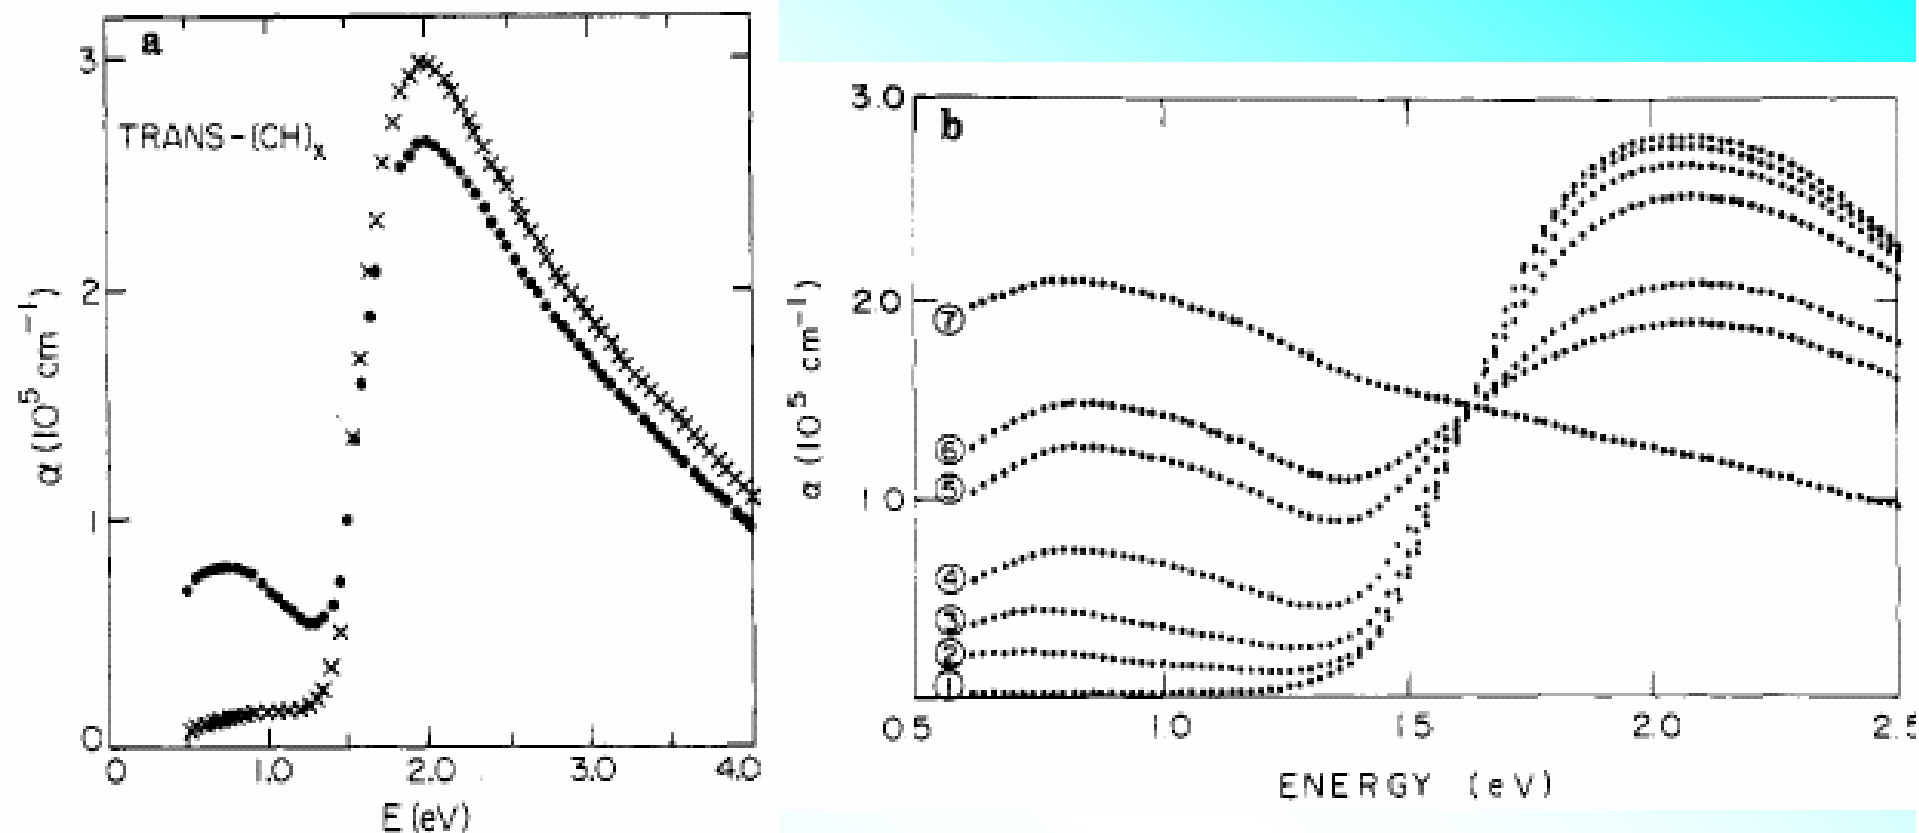 a
3
TRANS-(CH)x
2
1
0
α (10⁵ cm⁻¹)
0 1.0 2.0 3.0 4.0
E (eV)
b
3.0
2.0
1.0
α (10⁵ cm⁻¹)
⑦
⑥
⑤
④
③
②
①
0.5 1.0 1.5 2.0 2.5
ENERGY (eV)